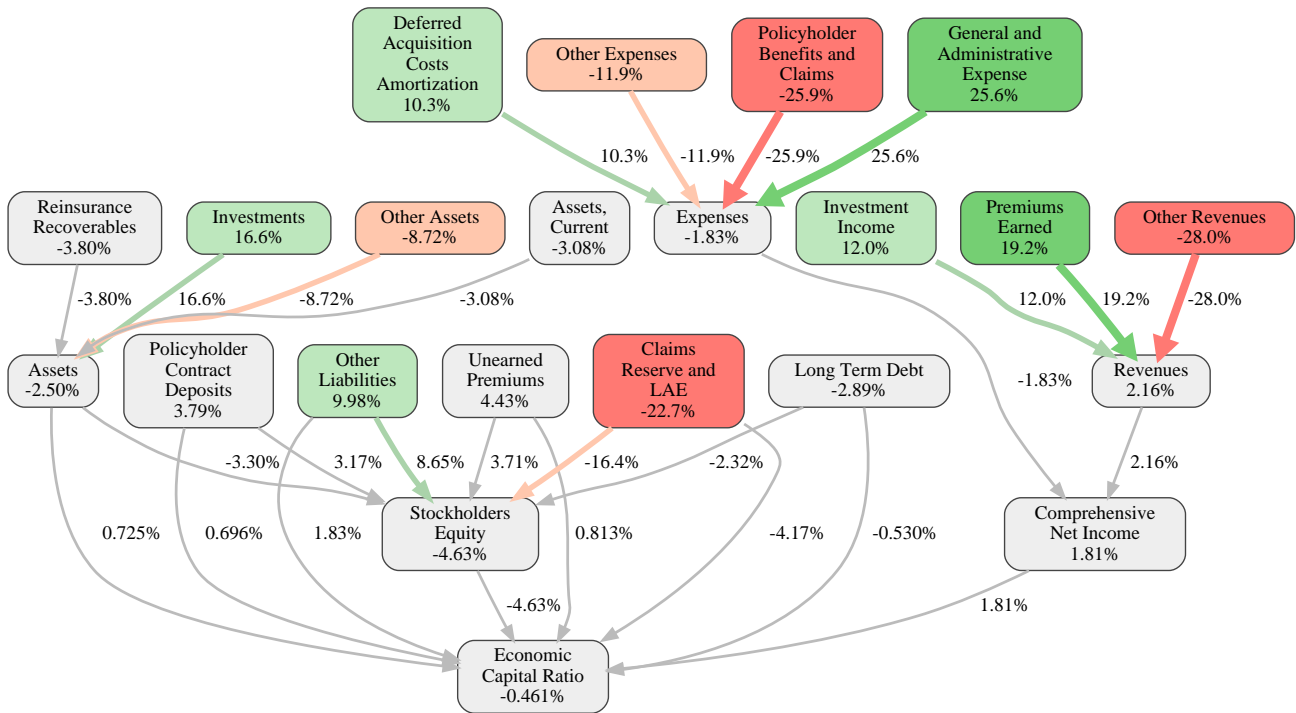 Deferred
Acquisition
Costs
Amortization
10.3%
Other Expenses
-11.9%
Policyholder
Benefits and
Claims
-25.9%
General and
Administrative
Expense
25.6%
10.3%
-11.9%
-25.9%
25.6%
Reinsurance
Recoverables
-3.80%
Investments
16.6%
Other Assets
-8.72%
Assets,
Current
-3.08%
Expenses
-1.83%
Investment
Income
12.0%
Premiums
Earned
19.2%
Other Revenues
-28.0%
-3.80%
16.6%
-8.72%
-3.08%
12.0%
19.2%
-28.0%
Assets
-2.50%
Policyholder
Contract
Deposits
3.79%
Other
Liabilities
9.98%
Unearned
Premiums
4.43%
Claims
Reserve and
LAE
-22.7%
Long Term Debt
-2.89%
-1.83%
Revenues
2.16%
-3.30%
3.17%
8.65%
3.71%
-16.4%
-2.32%
2.16%
0.725%
0.696%
1.83%
Stockholders
Equity
-4.63%
0.813%
-4.17%
-0.530%
Comprehensive
Net Income
1.81%
-4.63%
1.81%
Economic
Capital Ratio
-0.461%